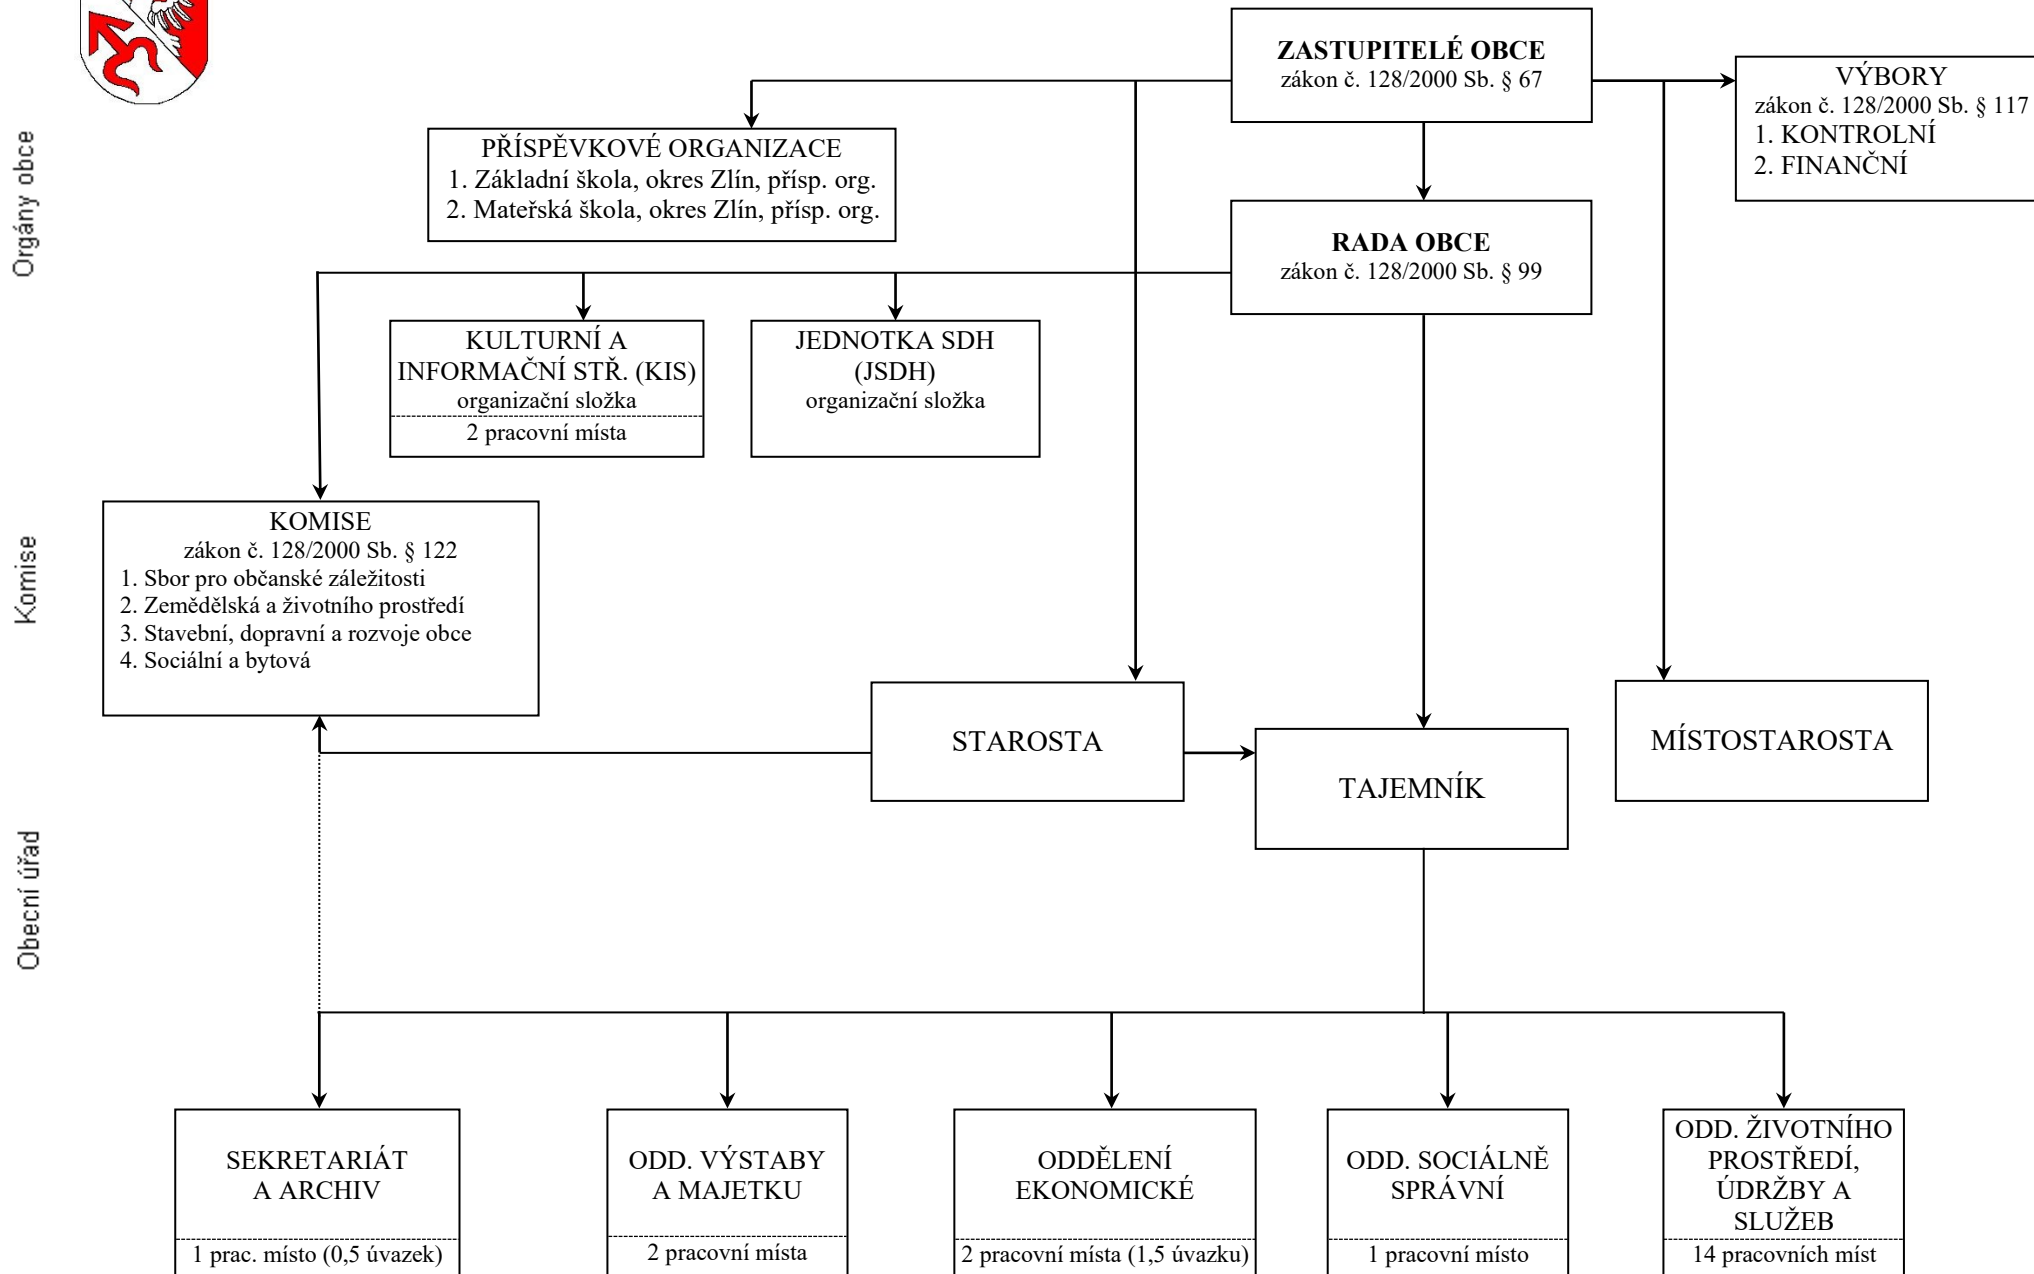 ZASTUPITELÉ OBCE
zákon č. 128/2000 Sb. § 67
VÝBORY
zákon č. 128/2000 Sb. § 117
1. KONTROLNÍ
2. FINANČNÍ
Orgány obce
PŘÍSPĚVKOVÉ ORGANIZACE
1. Základní škola, okres Zlín, přísp. org.
2. Mateřská škola, okres Zlín, přísp. org.
RADA OBCE
zákon č. 128/2000 Sb. § 99
KULTURNÍ A
INFORMAČNÍ STŘ. (KIS)
organizační složka
2 pracovní místa
JEDNOTKA SDH
(JSDH)
organizační složka
Komise
KOMISE
zákon č. 128/2000 Sb. § 122
1. Sbor pro občanské záležitosti
2. Zemědělská a životního prostředí
3. Stavební, dopravní a rozvoje obce
4. Sociální a bytová
STAROSTA
TAJEMNÍK
MÍSTOSTAROSTA
Obecní úřad
SEKRETARIÁT
A ARCHIV
1 prac. místo (0,5 úvazek)
ODD. VÝSTABY
A MAJETKU
2 pracovní místa
ODDĚLENÍ
EKONOMICKÉ
2 pracovní místa (1,5 úvazku)
ODD. SOCIÁLNĚ
SPRÁVNÍ
1 pracovní místo
ODD. ŽIVOTNÍHO
PROSTŘEDÍ,
ÚDRŽBY A
SLUŽEB
14 pracovních míst